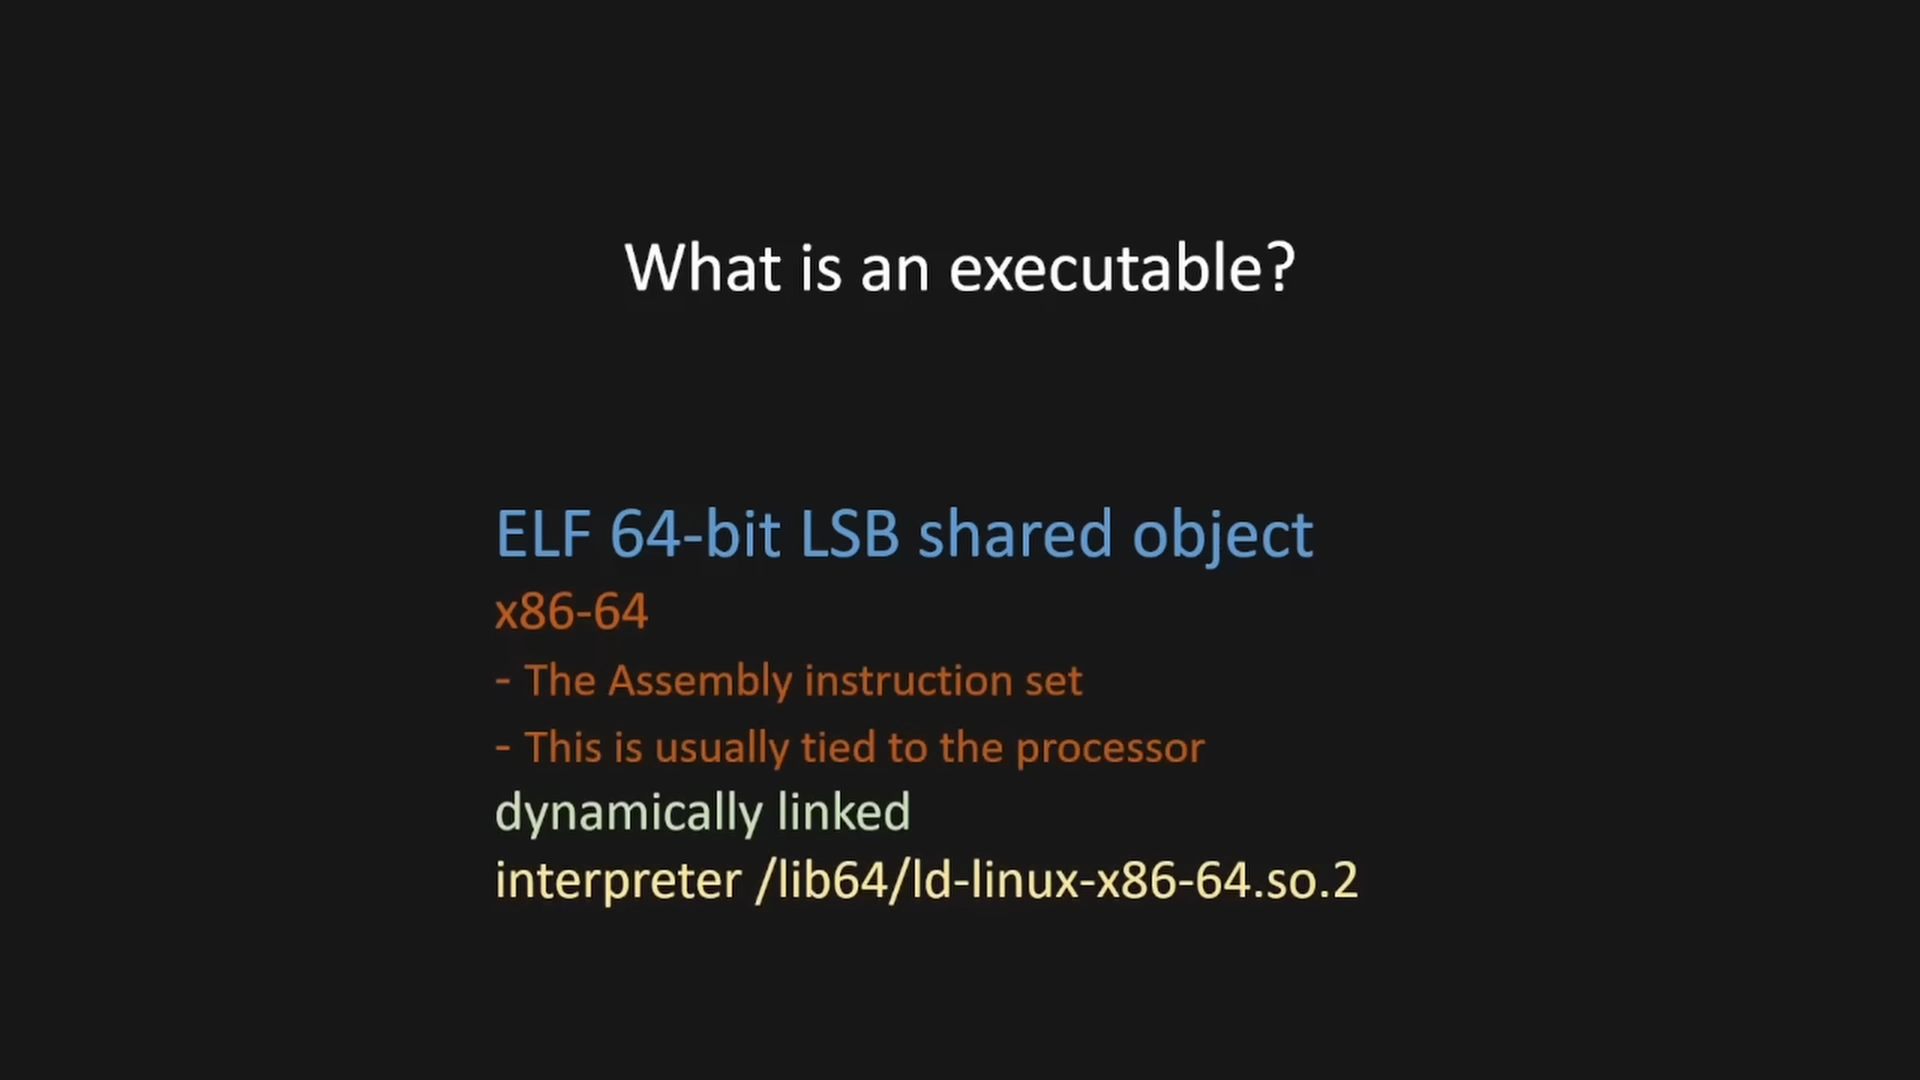 What is an executable?
ELF 64-bit LSB shared object
x86-64
- The Assembly instruction set
- This is usually tied to the processor
dynamically linked
interpreter /lib64/ld-linux-x86-64.so.2